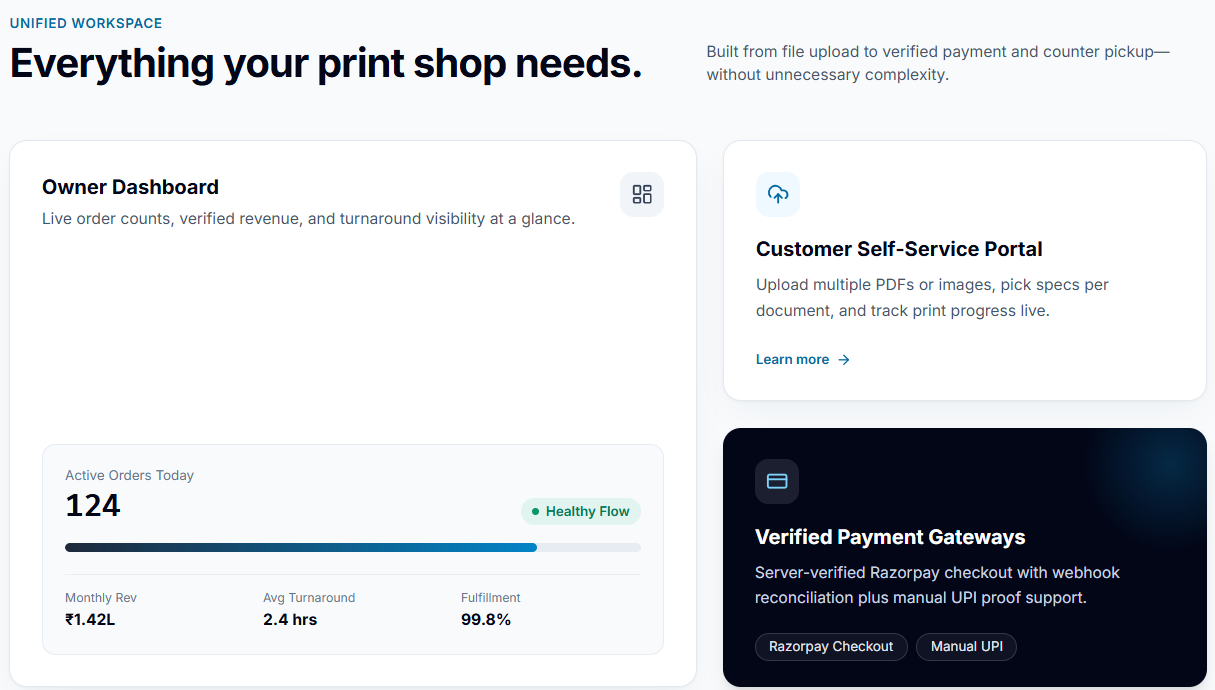 UNIFIED WORKSPACE
Everything your print shop needs.
Built from file upload to verified payment and counter pickup—
without unnecessary complexity.
Owner Dashboard
Live order counts, verified revenue, and turnaround visibility at a glance.
Active Orders Today
124
Healthy Flow
Monthly Rev
₹1.42L
Avg Turnaround
2.4 hrs
Fulfillment
99.8%
Customer Self-Service Portal
Upload multiple PDFs or images, pick specs per
document, and track print progress live.
Learn more →
Verified Payment Gateways
Server-verified Razorpay checkout with webhook
reconciliation plus manual UPI proof support.
Razorpay Checkout
Manual UPI